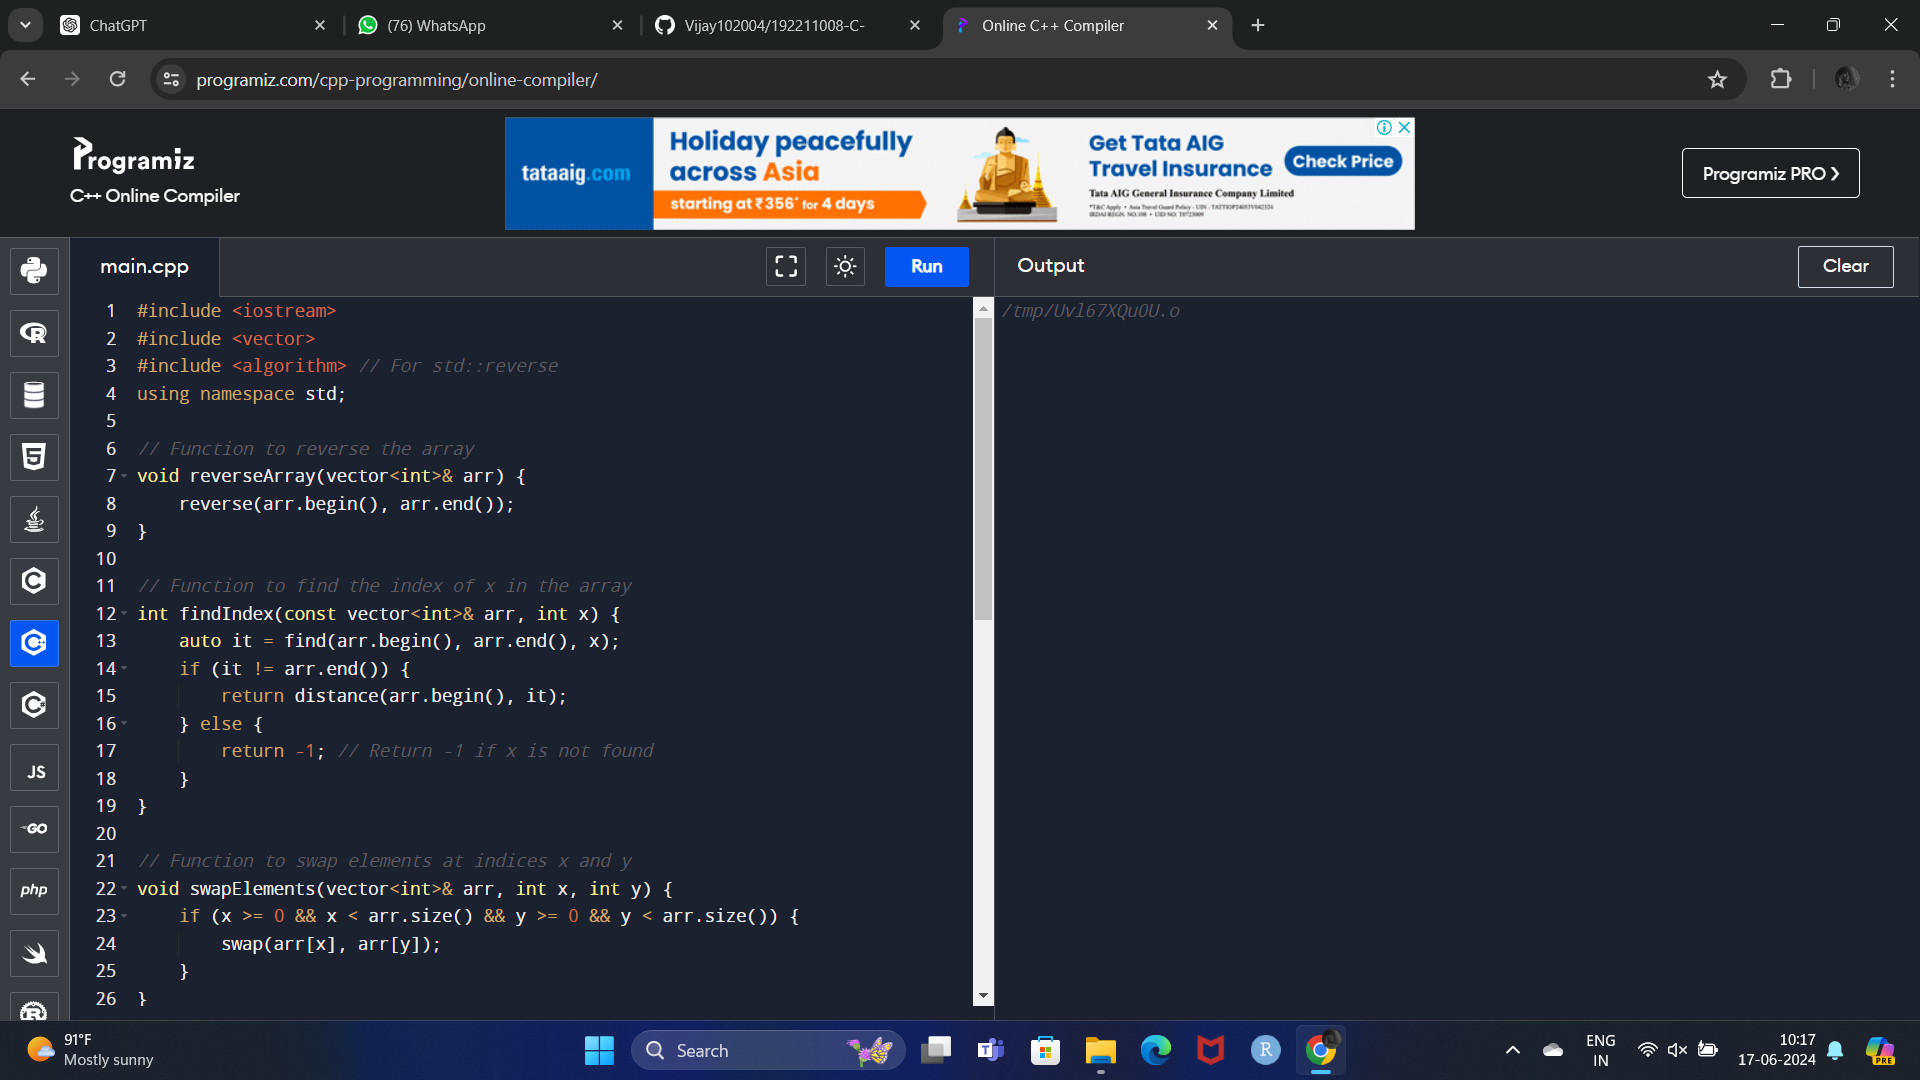 ChatGPT
(76) WhatsApp
Vijay102004/192211008-C-
Online C++ Compiler
programiz.com/cpp-programming/online-compiler/
Programiz
C++ Online Compiler
tataaig.com
Holiday peacefully
across Asia
starting at ₹356* for 4 days
Get Tata AIG
Travel Insurance
Check Price
Tata AIG General Insurance Company Limited
Programiz PRO
main.cpp
Run
Output
Clear
1 #include <iostream>
2 #include <vector>
3 #include <algorithm> // For std::reverse
4 using namespace std;
5
6 // Function to reverse the array
7 void reverseArray(vector<int>& arr) {
8     reverse(arr.begin(), arr.end());
9 }
10
11 // Function to find the index of x in the array
12 int findIndex(const vector<int>& arr, int x) {
13     auto it = find(arr.begin(), arr.end(), x);
14     if (it != arr.end()) {
15         return distance(arr.begin(), it);
16     } else {
17         return -1; // Return -1 if x is not found
18     }
19 }
20
21 // Function to swap elements at indices x and y
22 void swapElements(vector<int>& arr, int x, int y) {
23     if (x >= 0 && x < arr.size() && y >= 0 && y < arr.size()) {
24         swap(arr[x], arr[y]);
25     }
26 }
/tmp/Uvl67XQuOU.o
JS
GO
php
91°F
Mostly sunny
Search
ENG
IN
10:17
17-06-2024
PRE